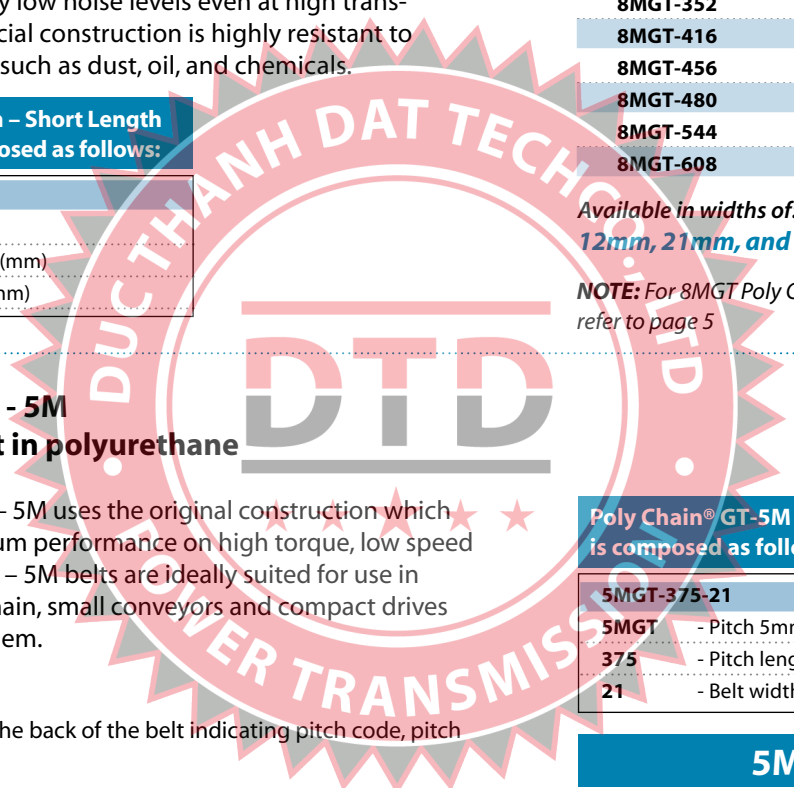 y low noise levels even at high trans-
cial construction is highly resistant to
such as dust, oil, and chemicals.
– Short Length
osed as follows:
(mm)
m)
- 5M
t in polyurethane
- 5M uses the original construction which
um performance on high torque, low speed
– 5M belts are ideally suited for use in
hain, small conveyors and compact drives
em.
he back of the belt indicating pitch code, pitch
8MGT-352
8MGT-416
8MGT-456
8MGT-480
8MGT-544
8MGT-608
Available in widths of:
12mm, 21mm, and
NOTE: For 8MGT Poly C
refer to page 5
Poly Chain® GT-5M
is composed as follo
5MGT-375-21
5MGT - Pitch 5mm
375 - Pitch leng
21 - Belt width
5M
DUC THANH DAT TECH CO., LTD
DTD
POWER TRANSMISSION